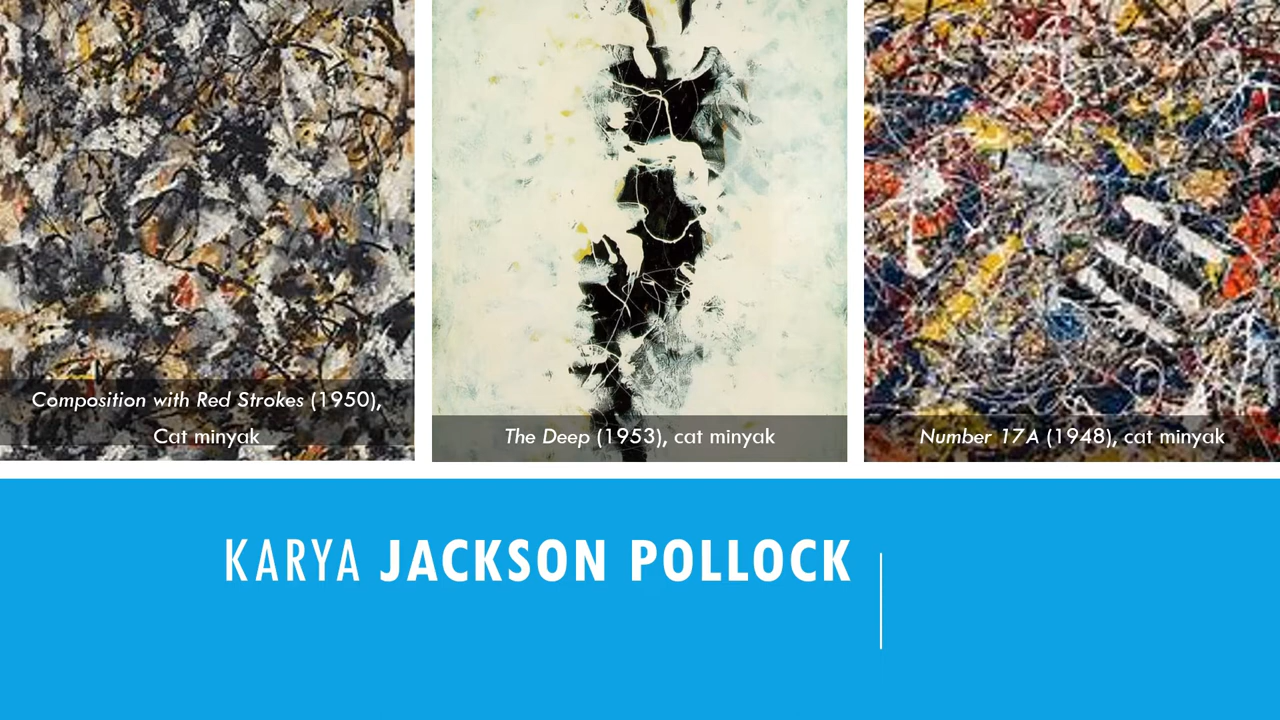 Composition with Red Strokes (1950),
Cat minyak
The Deep (1953), cat minyak
Number 17A (1948), cat minyak
KARYA JACKSON POLLOCK